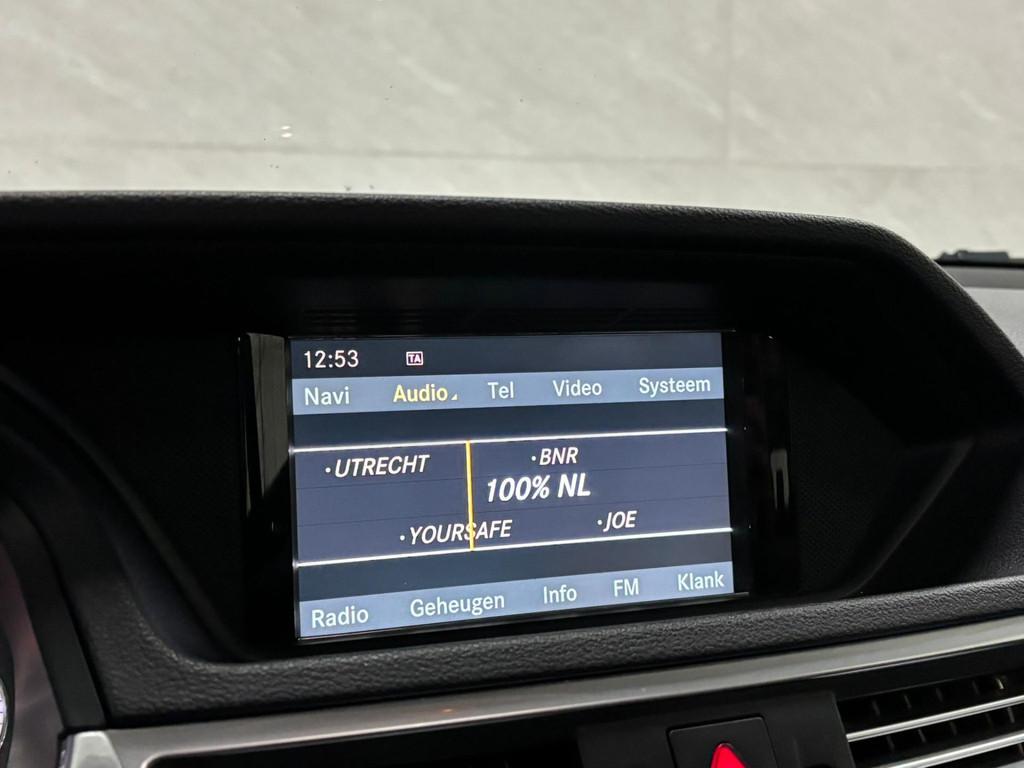 12:53 TA
Navi Audio Tel Video Systeem
•UTRECHT •BNR
100% NL
•YOURSAFE •JOE
Radio Geheugen Info FM Klank